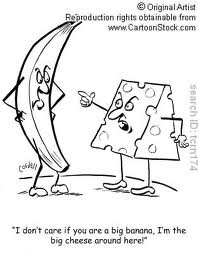 © Original Artist
Reproduction rights obtainable from
www.CartoonStock.com
search ID: tcrn174
"I don't care if you are a big banana, I'm the
big cheese around here!"